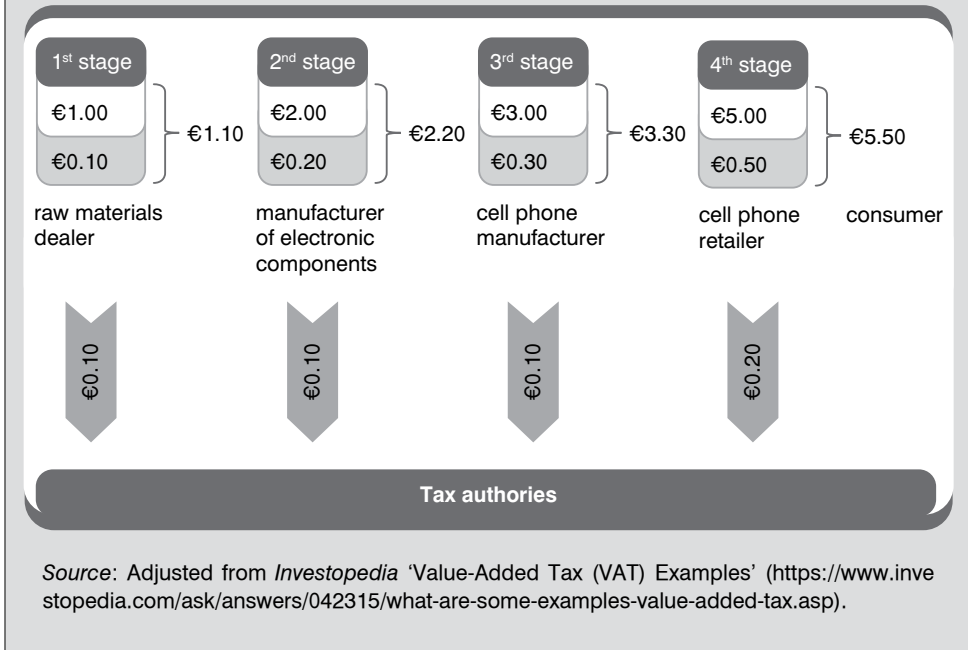 1st stage
€1.00
€0.10
€1.10
raw materials
dealer
2nd stage
€2.00
€0.20
€2.20
manufacturer
of electronic
components
3rd stage
€3.00
€0.30
€3.30
cell phone
manufacturer
4th stage
€5.00
€0.50
€5.50
cell phone
retailer
consumer
€0.10
€0.10
€0.10
€0.20
Tax authories
Source: Adjusted from Investopedia ‘Value-Added Tax (VAT) Examples’ (https://www.inve
stopedia.com/ask/answers/042315/what-are-some-examples-value-added-tax.asp).